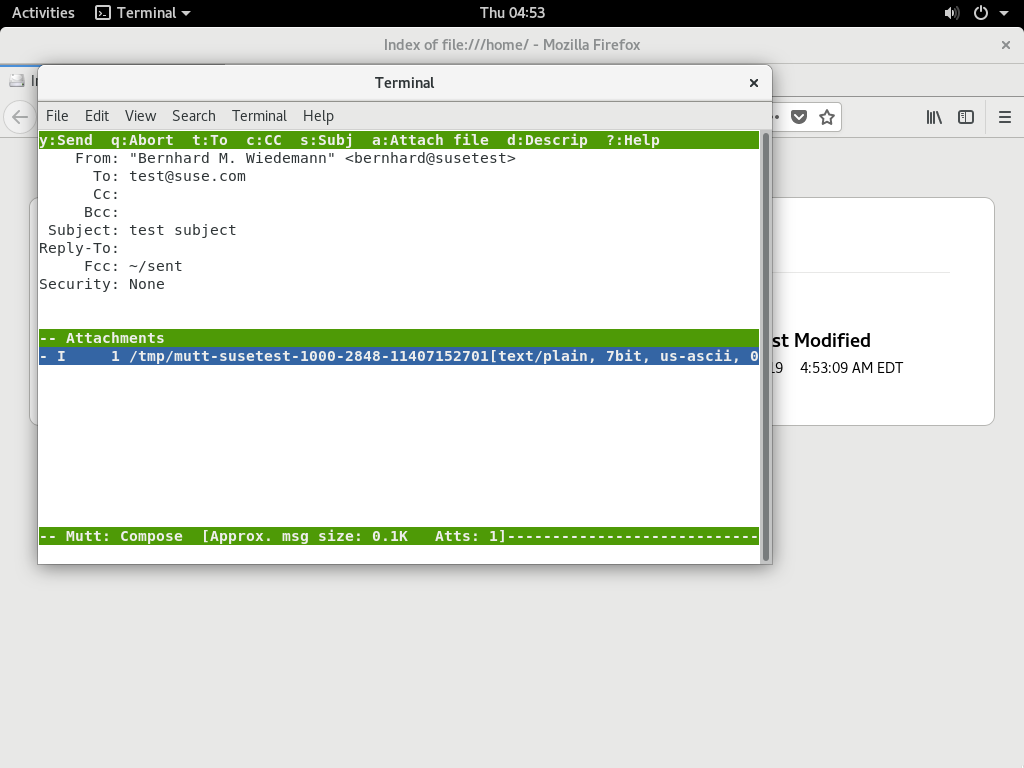 Activities Terminal Thu 04:53
Index of file:///home/ - Mozilla Firefox
Terminal
File Edit View Search Terminal Help
y:Send  q:Abort  t:To  c:CC  s:Subj  a:Attach file  d:Descrip  ?:Help
From: "Bernhard M. Wiedemann" <bernhard@susetest>
To: test@suse.com
Cc:
Bcc:
Subject: test subject
Reply-To:
Fcc: ~/sent
Security: None
-- Attachments
st Modified
- I     1 /tmp/mutt-susetest-1000-2848-11407152701[text/plain, 7bit, us-ascii, 0
19 4:53:09 AM EDT
-- Mutt: Compose  [Approx. msg size: 0.1K   Atts: 1]----------------------------